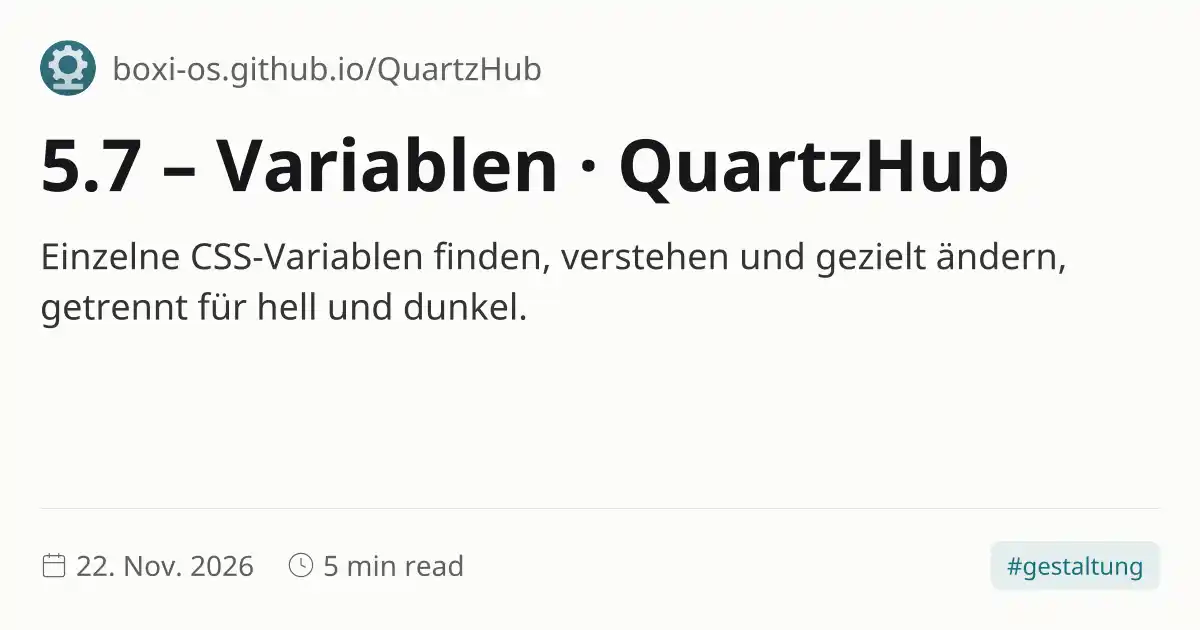 boxi-os.github.io/QuartzHub
5.7 – Variablen · QuartzHub
Einzelne CSS-Variablen finden, verstehen und gezielt ändern,
getrennt für hell und dunkel.
22. Nov. 2026 5 min read #gestaltung